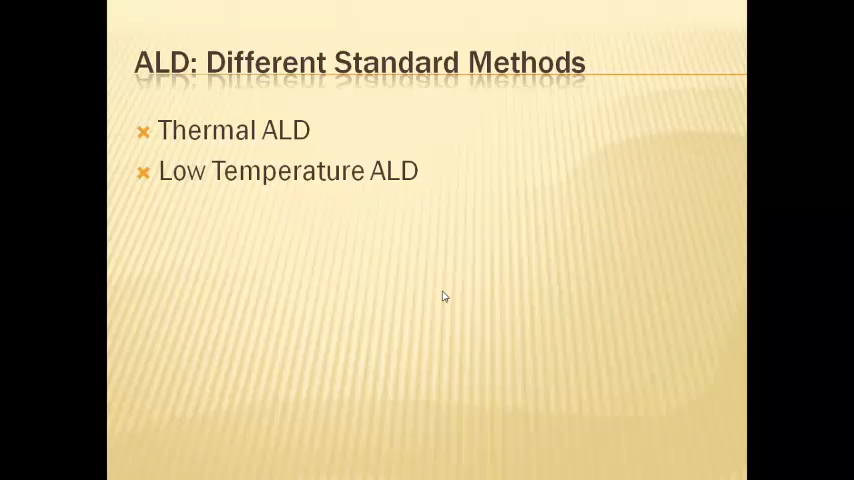 ALD: Different Standard Methods
Thermal ALD
Low Temperature ALD